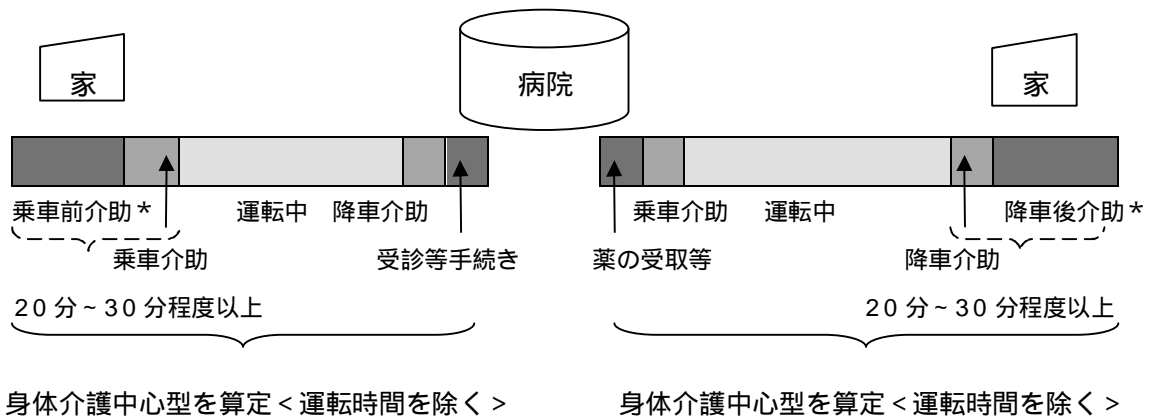 家 病院 家
乗車前介助* 運転中 降車介助 乗車介助 運転中 降車後介助*
乗車介助 受診等手続き 薬の受取等 降車介助
20分~30分程度以上 20分~30分程度以上
身体介護中心型を算定<運転時間を除く> 身体介護中心型を算定<運転時間を除く>